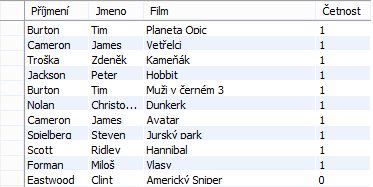 Příjmení Jmeno Film Četnost
Burton Tim Planeta Opic 1
Cameron James Vetřelci 1
Troška Zdeněk Kameňák 1
Jackson Peter Hobbit 1
Burton Tim Muži v černém 3 1
Nolan Christo... Dunkerk 1
Cameron James Avatar 1
Spielberg Steven Jurský park 1
Scott Ridley Hannibal 1
Forman Miloš Vlasy 1
Eastwood Clint Americký Sniper 0